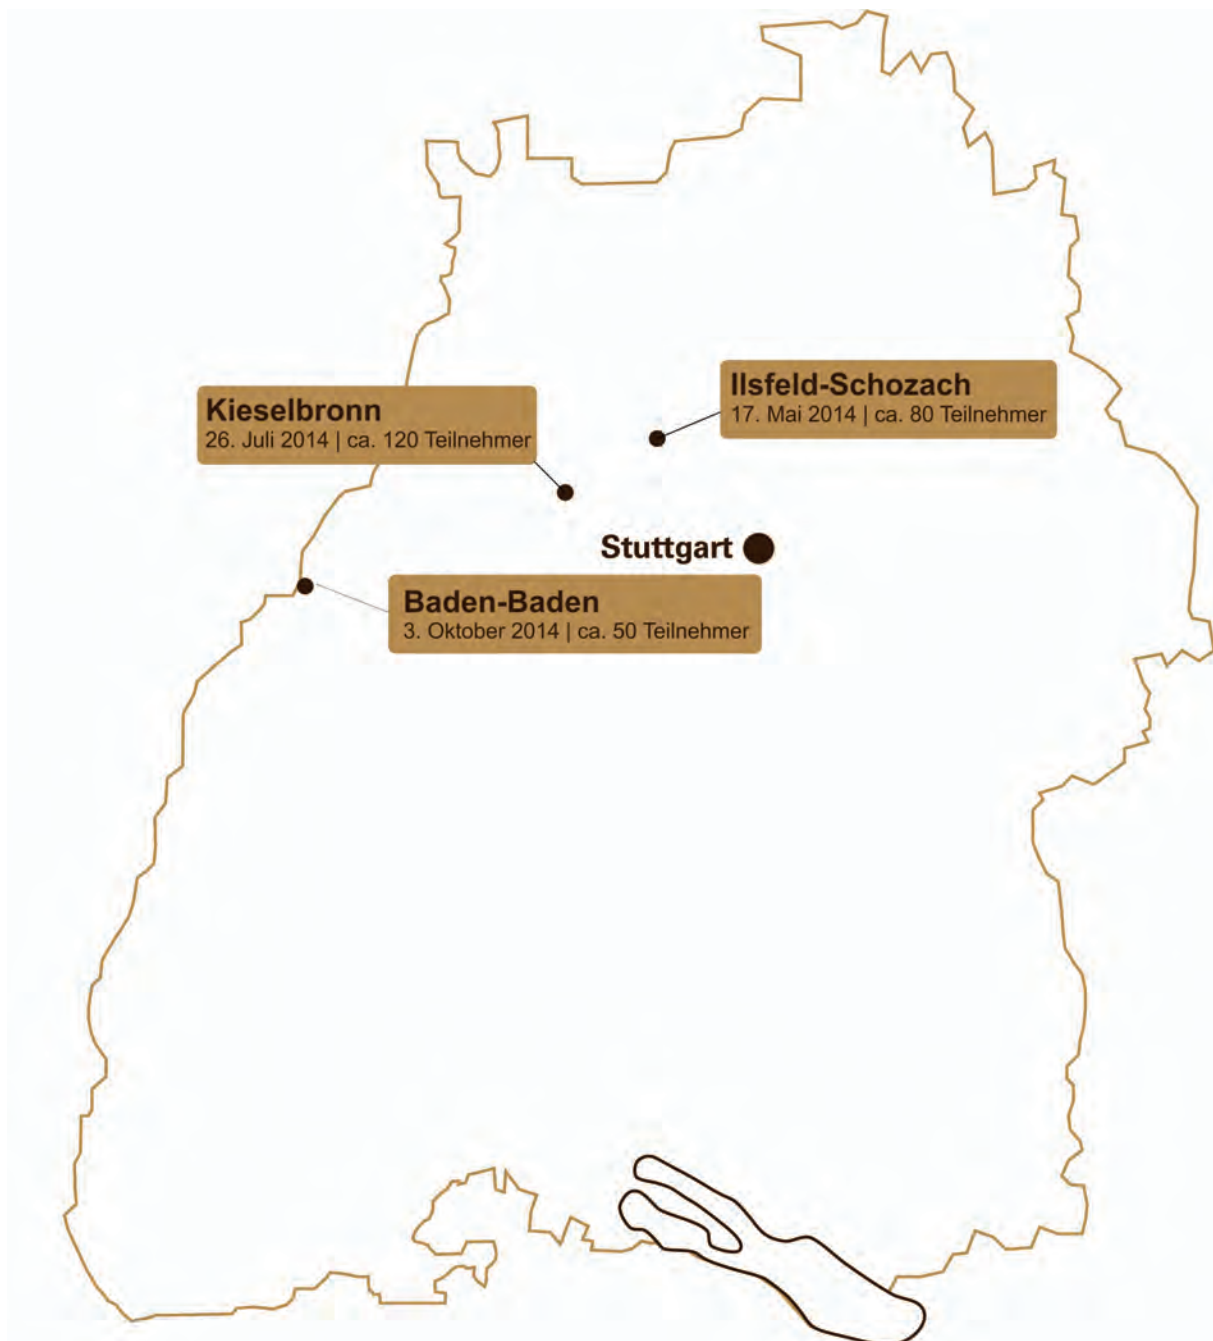 Ilsfeld-Schozach
17. Mai 2014 | ca. 80 Teilnehmer
Kieselbronn
26. Juli 2014 | ca. 120 Teilnehmer
Stuttgart
Baden-Baden
3. Oktober 2014 | ca. 50 Teilnehmer